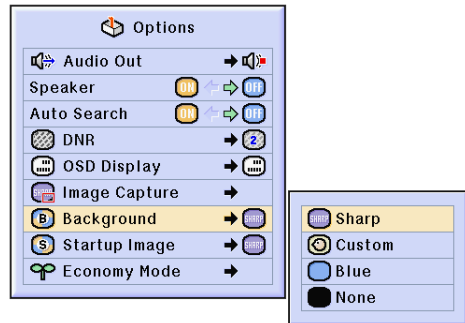 Options
Audio Out
Speaker ON OFF
Auto Search ON OFF
DNR 2
OSD Display
Image Capture
B Background SHARP
S Startup Image SHARP
Economy Mode
SHARP Sharp
Custom
Blue
None